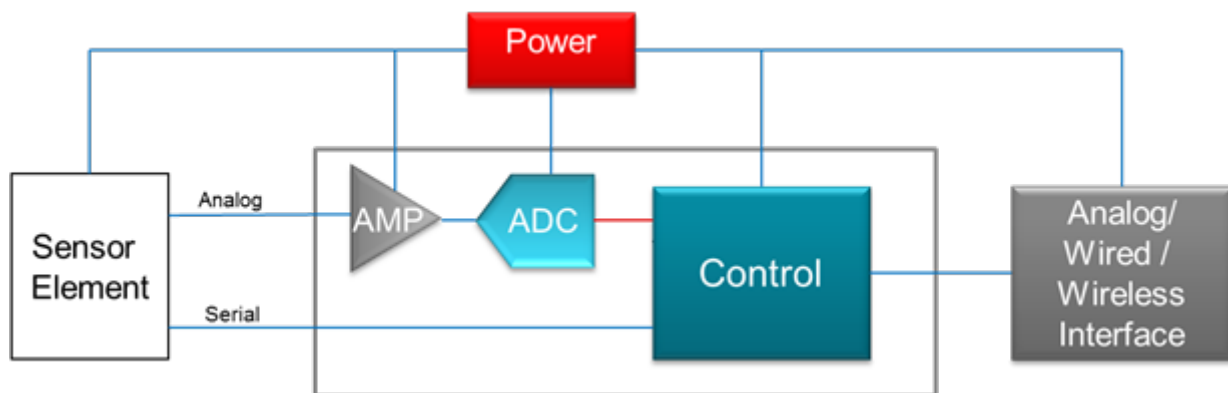 Power
Analog
AMP
ADC
Sensor
Element
Control
Analog/
Wired /
Wireless
Interface
Serial